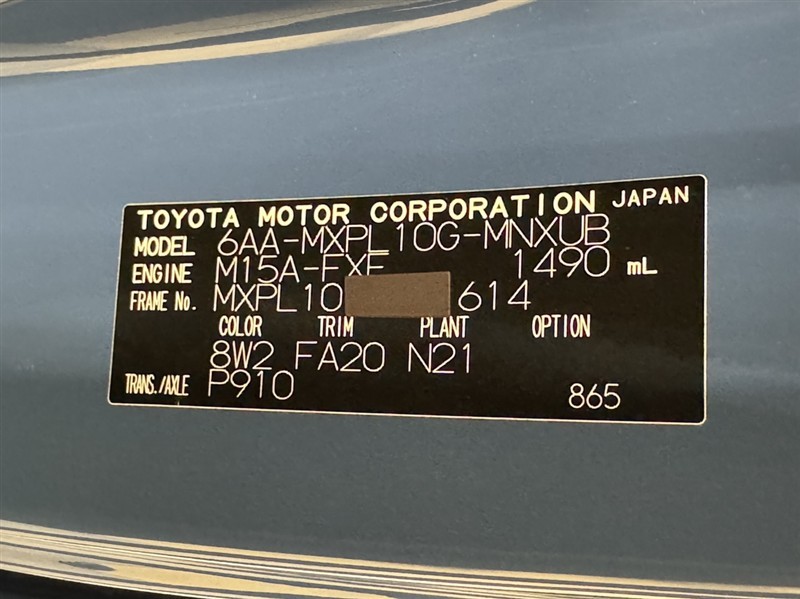 TOYOTA MOTOR CORPORATION JAPAN
MODEL 6AA-MXPL10G-MNXUB
ENGINE M15A-FXE 1490 mL
FRAME No. MXPL10 614
COLOR TRIM PLANT OPTION
8W2 FA20 N21
TRANS./AXLE P910 865